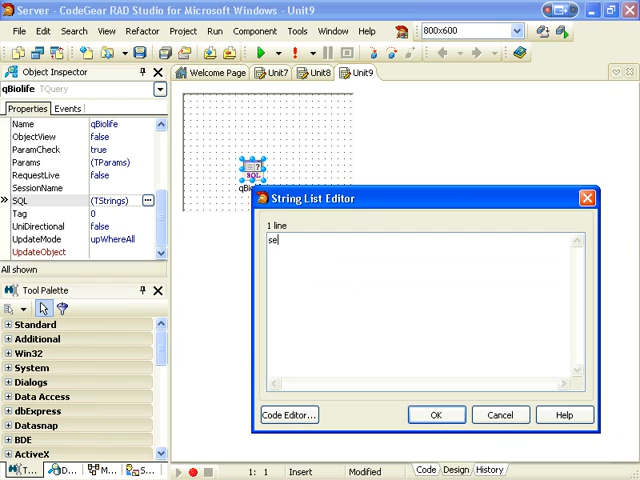 Server - CodeGear RAD Studio for Microsoft Windows - Unit9
File Edit Search View Refactor Project Run Component Tools Window Help
800x600
Object Inspector
Welcome Page Unit7 Unit8 Unit9
qBiolife TQuery
Properties Events
Name qBiolife
ObjectView false
ParamCheck true
Params (TParams)
RequestLive false
SessionName
SQL (TStrings)
Tag 0
UniDirectional false
UpdateMode upWhereAll
UpdateObject
All shown
SQL
String List Editor
1 line
se
Code Editor...
OK
Cancel
Help
Tool Palette
Standard
Additional
Win32
System
Dialogs
Data Access
dbExpress
Datasnap
BDE
ActiveX
T... D... M... S...
1: 1 Insert Modified Code Design History